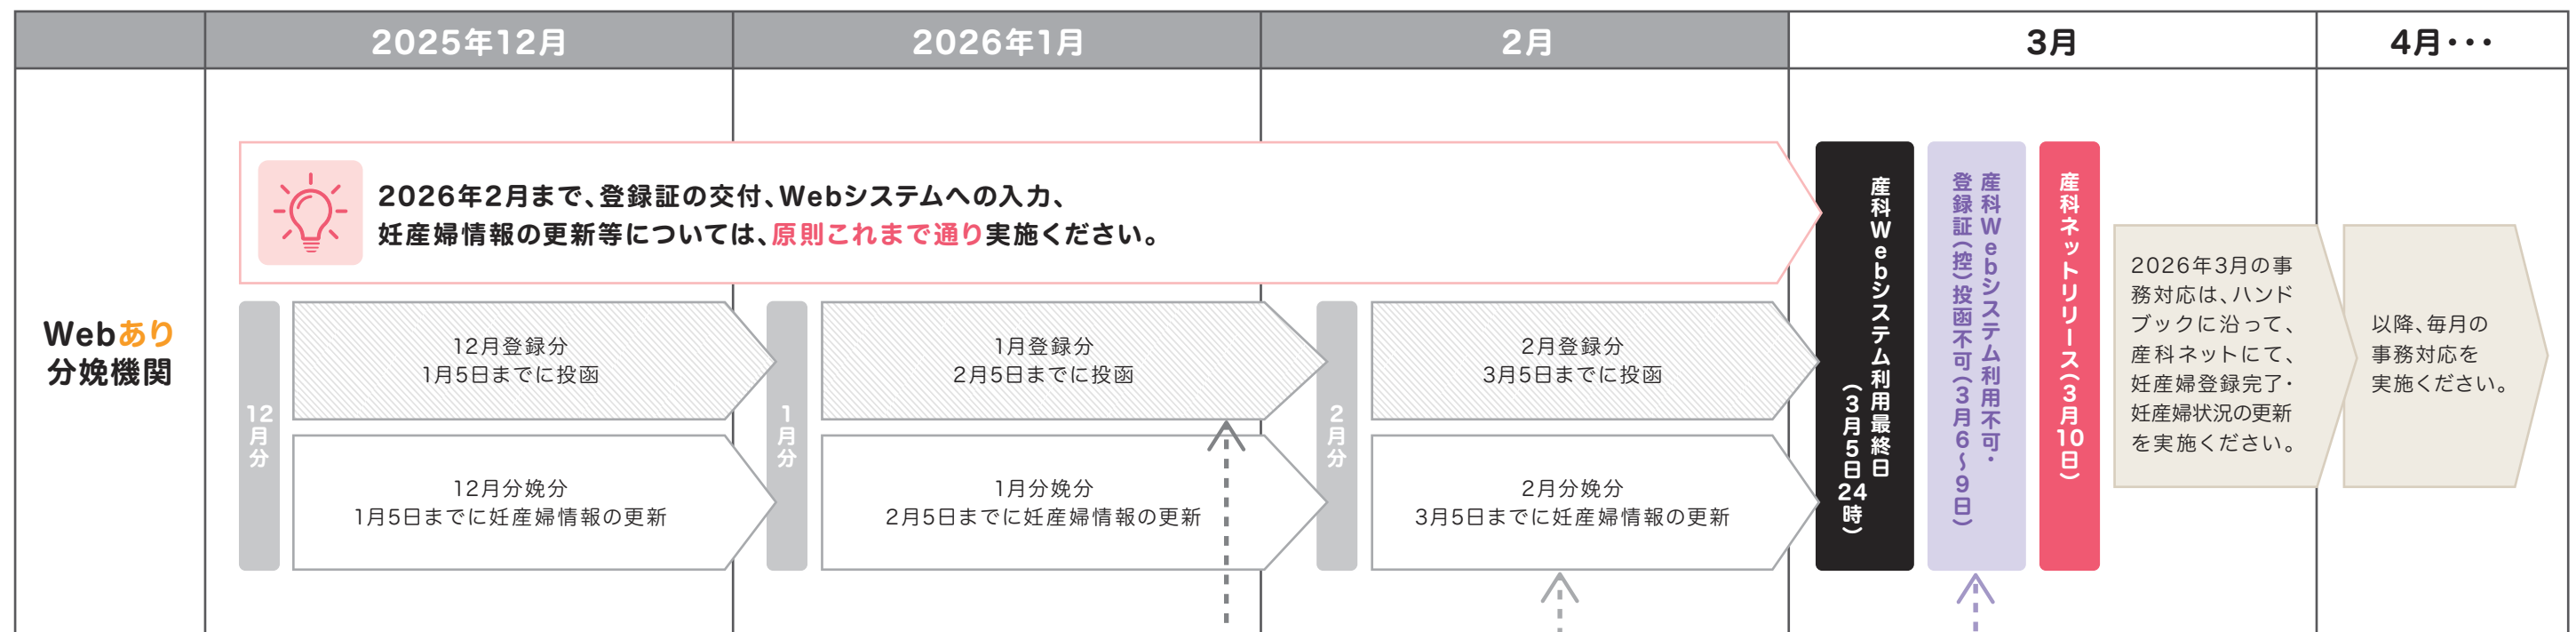 2025年12月
2026年1月
2月
3月
4月･･･
Webあり
分娩機関
2026年2月まで、登録証の交付、Webシステムへの入力、
妊産婦情報の更新等については、原則これまで通り実施ください。
12月分
12月登録分
1月5日までに投函
12月分娩分
1月5日までに妊産婦情報の更新
1月分
1月登録分
2月5日までに投函
1月分娩分
2月5日までに妊産婦情報の更新
2月分
2月登録分
3月5日までに投函
2月分娩分
3月5日までに妊産婦情報の更新
産科Webシステム利用最終日
（3月5日24時）
産科Webシステム利用不可・
登録証（控）投函不可（3月6〜9日）
産科ネットリリース（3月10日）
2026年3月の事
務対応は、ハンド
ブックに沿って、
産科ネットにて、
妊産婦登録完了・
妊産婦状況の更新
を実施ください。
以降、毎月の
事務対応を
実施ください。